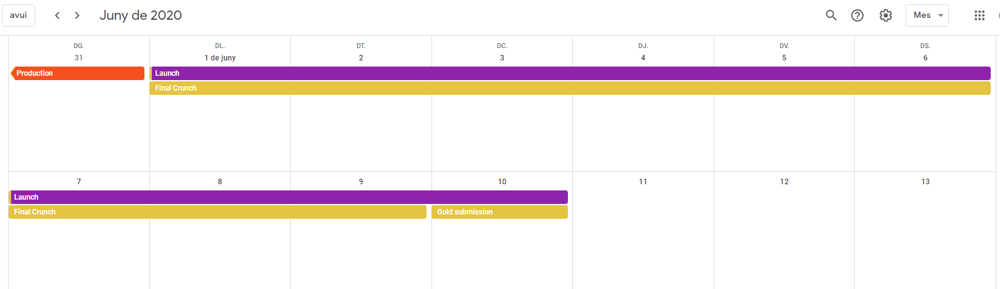 avui
Juny de 2020
Mes
DG. DL. DT. DC. DJ. DV. DS.
31 1 de juny 2 3 4 5 6
Production Launch
Final Crunch
7 8 9 10 11 12 13
Launch
Final Crunch Gold submission